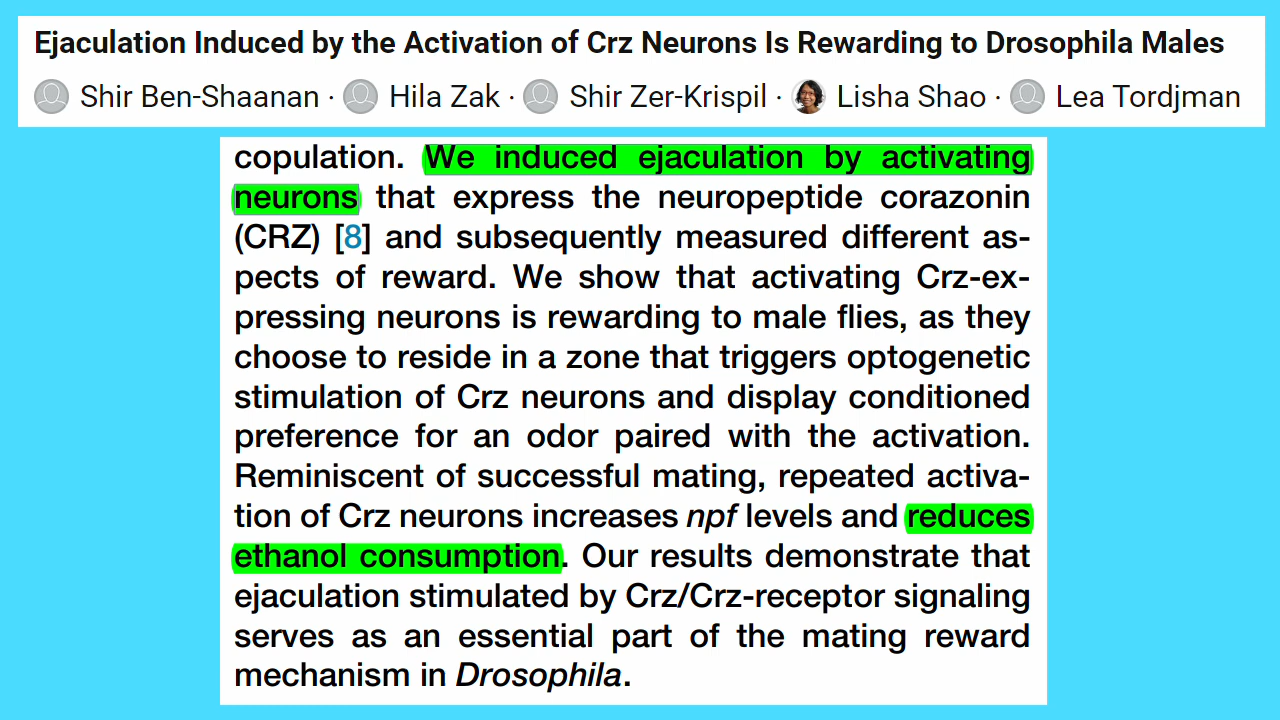 Ejaculation Induced by the Activation of Crz Neurons Is Rewarding to Drosophila Males
Shir Ben-Shaanan · Hila Zak · Shir Zer-Krispil · Lisha Shao · Lea Tordjman
copulation. We induced ejaculation by activating
neurons that express the neuropeptide corazonin
(CRZ) [8] and subsequently measured different as-
pects of reward. We show that activating Crz-ex-
pressing neurons is rewarding to male flies, as they
choose to reside in a zone that triggers optogenetic
stimulation of Crz neurons and display conditioned
preference for an odor paired with the activation.
Reminiscent of successful mating, repeated activa-
tion of Crz neurons increases npf levels and reduces
ethanol consumption. Our results demonstrate that
ejaculation stimulated by Crz/Crz-receptor signaling
serves as an essential part of the mating reward
mechanism in Drosophila.